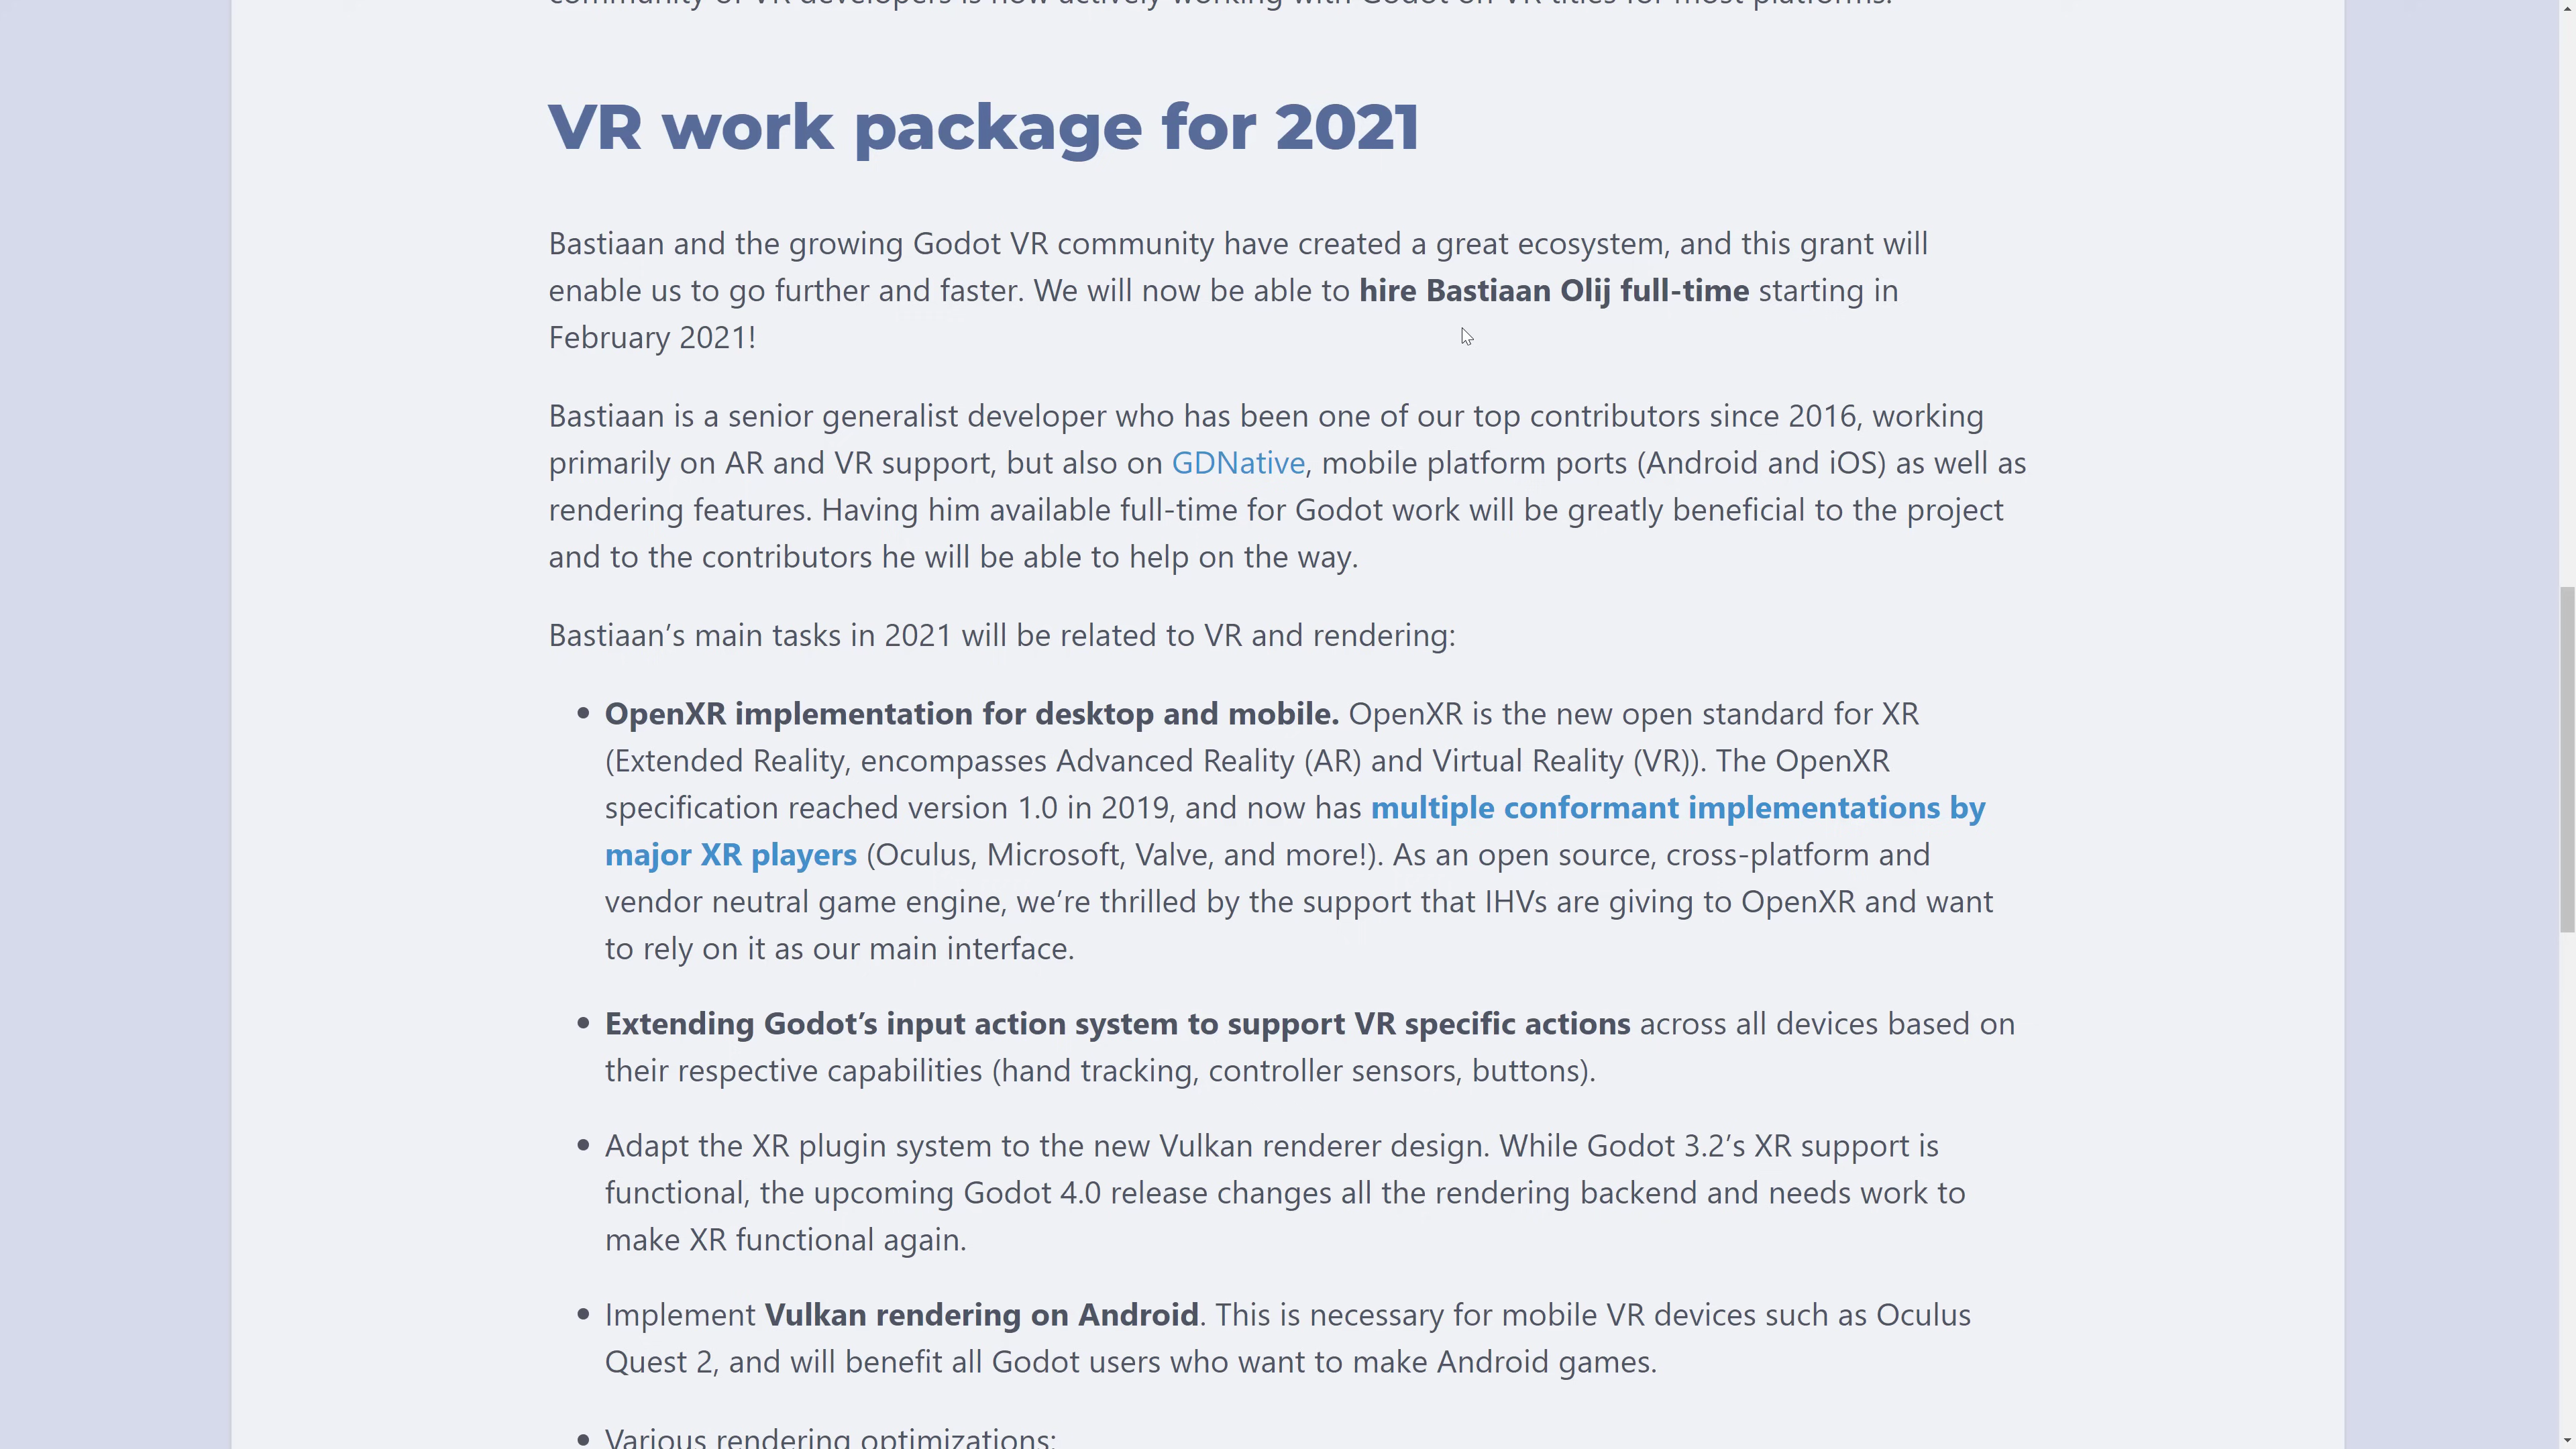 community of VR developers is now actively working with Godot on VR titles for most platforms.
VR work package for 2021
Bastiaan and the growing Godot VR community have created a great ecosystem, and this grant will
enable us to go further and faster. We will now be able to hire Bastiaan Olij full-time starting in
February 2021!
Bastiaan is a senior generalist developer who has been one of our top contributors since 2016, working
primarily on AR and VR support, but also on GDNative, mobile platform ports (Android and iOS) as well as
rendering features. Having him available full-time for Godot work will be greatly beneficial to the project
and to the contributors he will be able to help on the way.
Bastiaan’s main tasks in 2021 will be related to VR and rendering:
• OpenXR implementation for desktop and mobile. OpenXR is the new open standard for XR
(Extended Reality, encompasses Advanced Reality (AR) and Virtual Reality (VR)). The OpenXR
specification reached version 1.0 in 2019, and now has multiple conformant implementations by
major XR players (Oculus, Microsoft, Valve, and more!). As an open source, cross-platform and
vendor neutral game engine, we’re thrilled by the support that IHVs are giving to OpenXR and want
to rely on it as our main interface.
• Extending Godot’s input action system to support VR specific actions across all devices based on
their respective capabilities (hand tracking, controller sensors, buttons).
• Adapt the XR plugin system to the new Vulkan renderer design. While Godot 3.2’s XR support is
functional, the upcoming Godot 4.0 release changes all the rendering backend and needs work to
make XR functional again.
• Implement Vulkan rendering on Android. This is necessary for mobile VR devices such as Oculus
Quest 2, and will benefit all Godot users who want to make Android games.
• Various rendering optimizations: